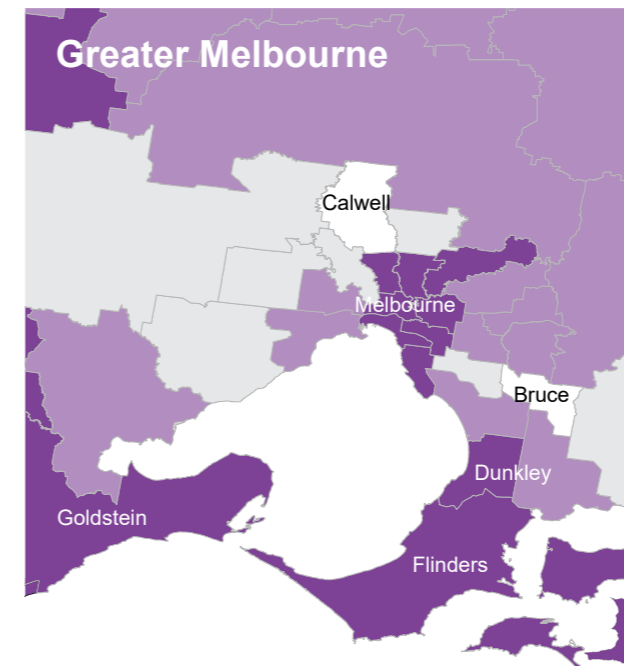 Greater Melbourne
Calwell
Melbourne
Bruce
Dunkley
Goldstein
Flinders